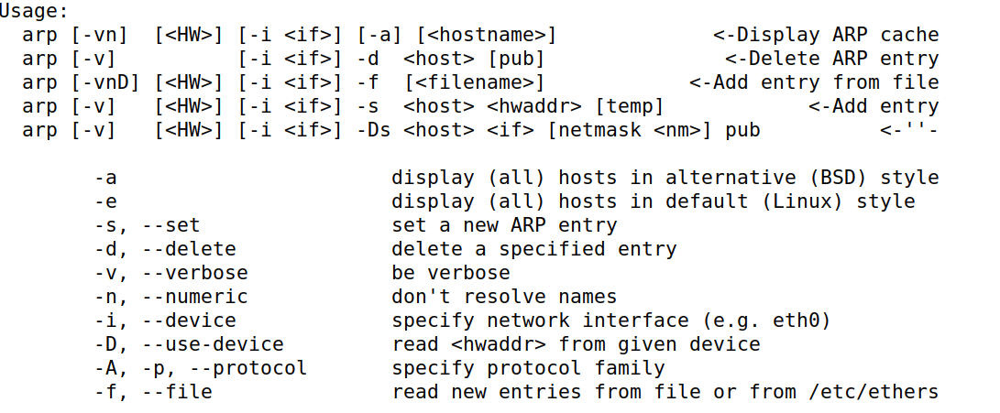 Usage:
  arp [-vn]  [<HW>] [-i <if>] [-a] [<hostname>]             <-Display ARP cache
  arp [-v]          [-i <if>] -d  <host> [pub]               <-Delete ARP entry
  arp [-vnD] [<HW>] [-i <if>] -f  [<filename>]            <-Add entry from file
  arp [-v]   [<HW>] [-i <if>] -s  <host> <hwaddr> [temp]            <-Add entry
  arp [-v]   [<HW>] [-i <if>] -Ds <host> <if> [netmask <nm>] pub          <-''-

        -a                       display (all) hosts in alternative (BSD) style
        -e                       display (all) hosts in default (Linux) style
        -s, --set                set a new ARP entry
        -d, --delete             delete a specified entry
        -v, --verbose            be verbose
        -n, --numeric            don't resolve names
        -i, --device             specify network interface (e.g. eth0)
        -D, --use-device         read <hwaddr> from given device
        -A, -p, --protocol       specify protocol family
        -f, --file               read new entries from file or from /etc/ethers